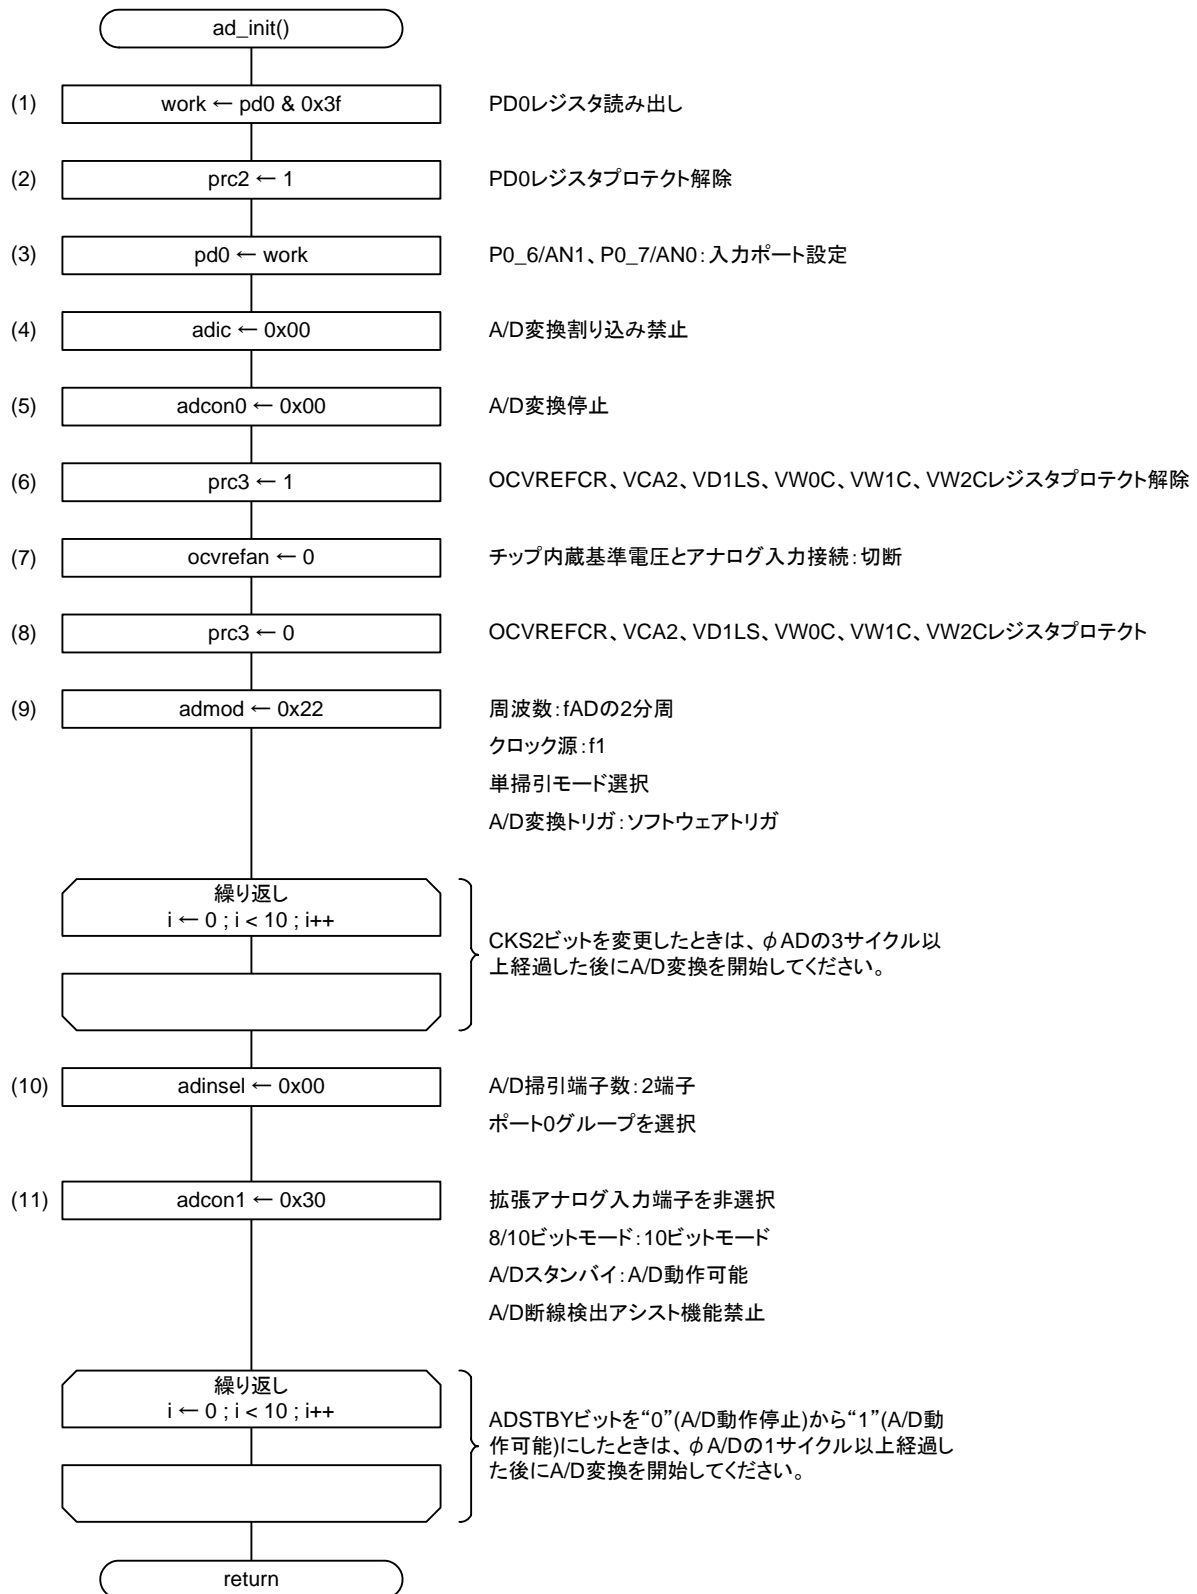 ad_init()
(1)
work ← pd0 & 0x3f
PD0レジスタ読み出し
(2)
prc2 ← 1
PD0レジスタプロテクト解除
(3)
pd0 ← work
P0_6/AN1、P0_7/AN0：入力ポート設定
(4)
adic ← 0x00
A/D変換割り込み禁止
(5)
adcon0 ← 0x00
A/D変換停止
(6)
prc3 ← 1
OCVREFCR、VCA2、VD1LS、VW0C、VW1C、VW2Cレジスタプロテクト解除
(7)
ocvrefan ← 0
チップ内蔵基準電圧とアナログ入力接続：切断
(8)
prc3 ← 0
OCVREFCR、VCA2、VD1LS、VW0C、VW1C、VW2Cレジスタプロテクト
(9)
admod ← 0x22
周波数：fADの2分周
クロック源：f1
単掃引モード選択
A/D変換トリガ：ソフトウェアトリガ
繰り返し
i ← 0 ; i < 10 ; i++
CKS2ビットを変更したときは、φADの3サイクル以
上経過した後にA/D変換を開始してください。
(10)
adinsel ← 0x00
A/D掃引端子数：2端子
ポート0グループを選択
(11)
adcon1 ← 0x30
拡張アナログ入力端子を非選択
8/10ビットモード：10ビットモード
A/Dスタンバイ：A/D動作可能
A/D断線検出アシスト機能禁止
繰り返し
i ← 0 ; i < 10 ; i++
ADSTBYビットを“0”(A/D動作停止)から“1”(A/D動
作可能)にしたときは、φA/Dの1サイクル以上経過し
た後にA/D変換を開始してください。
return